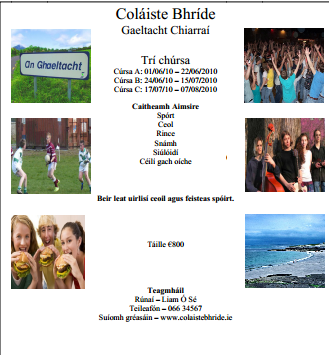 Coláiste Bhríde
Gaeltacht Chiarraí
Trí chúrsa
Cúrsa A: 01/06/10 – 22/06/2010
Cúrsa B: 24/06/10 – 15/07/2010
Cúrsa C: 17/07/10 – 07/08/2010
An Ghaeltacht
Caitheamh Aimsire
Spórt
Ceol
Rince
Snámh
Siúlóidí
Céilí gach oíche
Beir leat uirlisí ceoil agus feisteas spóirt.
Táille €800
Teagmháil
Rúnaí – Liam Ó Sé
Teileafón – 066 34567
Suíomh gréasáin – www.colaistebhride.ie